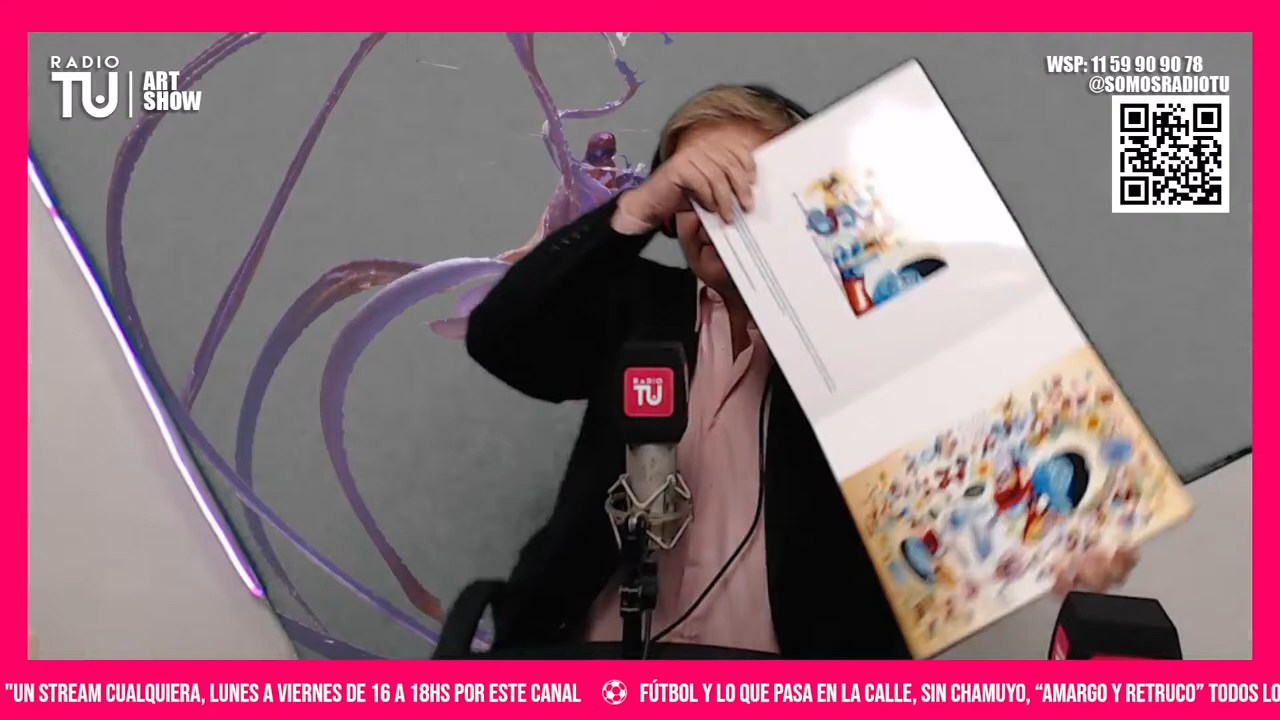 RADIO
TU
ART
SHOW
WSP: 11 59 90 90 78
@SOMOSRADIOTU
RADIO
TU
"UN STREAM CUALQUIERA, LUNES A VIERNES DE 16 A 18HS POR ESTE CANAL
FÚTBOL Y LO QUE PASA EN LA CALLE, SIN CHAMUYO, “AMARGO Y RETRUCO” TODOS LO